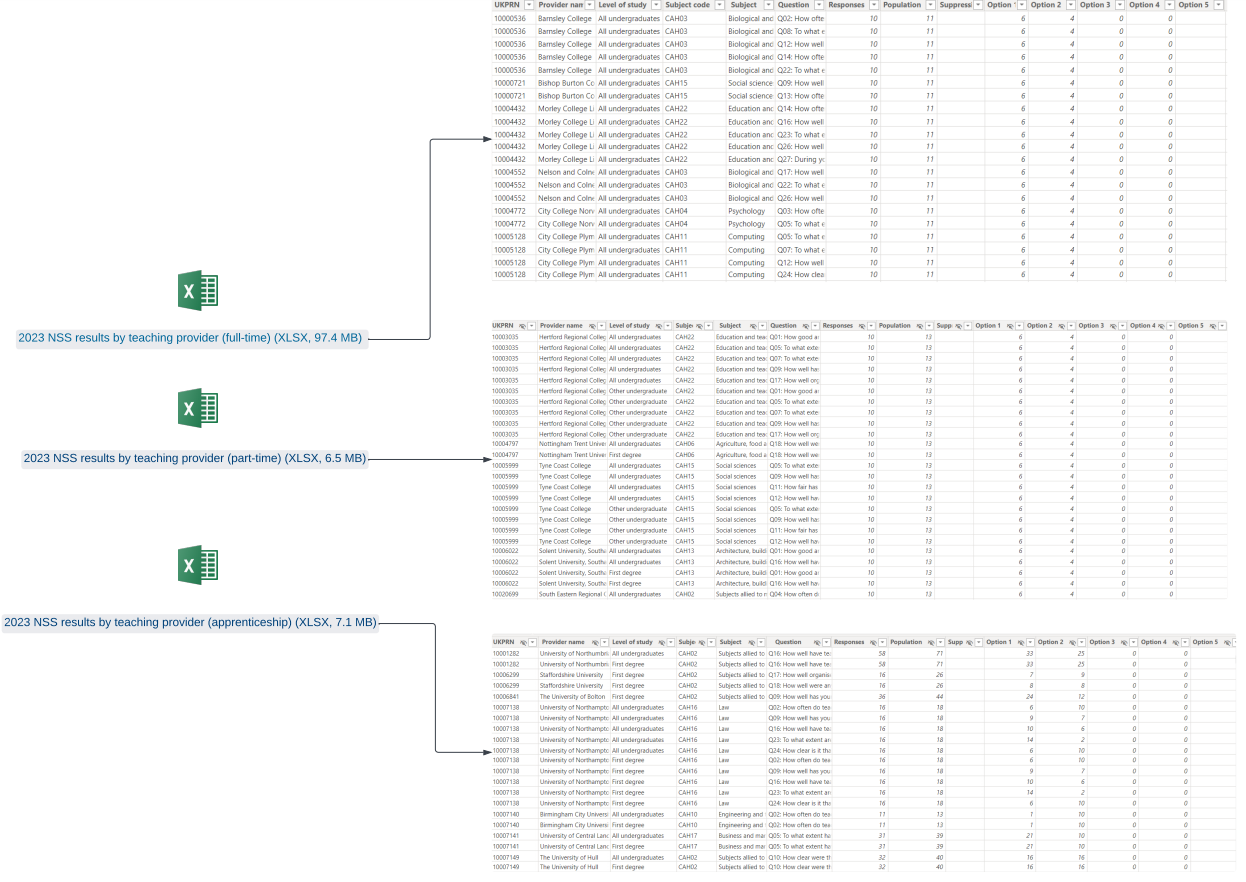 UKPRN Provider nam Level of study Subject code Subject Question Responses Population Suppressi Option 1 Option 2 Option 3 Option 4 Option 5
10000536 Barnsley College All undergraduates CAH03 Biological and Q02: How ofte 10 11 6 4 0 0
10000536 Barnsley College All undergraduates CAH03 Biological and Q08: To what e 10 11 6 4 0 0
10000536 Barnsley College All undergraduates CAH03 Biological and Q12: How well 10 11 6 4 0 0
10000536 Barnsley College All undergraduates CAH03 Biological and Q14: How ofte 10 11 6 4 0 0
10000536 Barnsley College All undergraduates CAH03 Biological and Q22: To what e 10 11 6 4 0 0
10000721 Bishop Burton Co All undergraduates CAH15 Social science Q09: How well 10 11 6 4 0 0
10000721 Bishop Burton Co All undergraduates CAH15 Social science Q13: How ofte 10 11 6 4 0 0
10004432 Morley College Li All undergraduates CAH22 Education and Q14: How ofte 10 11 6 4 0 0
10004432 Morley College Li All undergraduates CAH22 Education and Q16: How well 10 11 6 4 0 0
10004432 Morley College Li All undergraduates CAH22 Education and Q23: To what e 10 11 6 4 0 0
10004432 Morley College Li All undergraduates CAH22 Education and Q26: How well 10 11 6 4 0 0
10004432 Morley College Li All undergraduates CAH22 Education and Q27: During yo 10 11 6 4 0 0
10004552 Nelson and Colne All undergraduates CAH03 Biological and Q17: How well 10 11 6 4 0 0
10004552 Nelson and Colne All undergraduates CAH03 Biological and Q22: To what e 10 11 6 4 0 0
10004552 Nelson and Colne All undergraduates CAH03 Biological and Q26: How well 10 11 6 4 0 0
10004772 City College Norw All undergraduates CAH04 Psychology Q03: How ofte 10 11 6 4 0 0
10004772 City College Norw All undergraduates CAH04 Psychology Q05: To what e 10 11 6 4 0 0
10005128 City College Plym All undergraduates CAH11 Computing Q05: To what e 10 11 6 4 0 0
10005128 City College Plym All undergraduates CAH11 Computing Q07: To what e 10 11 6 4 0 0
10005128 City College Plym All undergraduates CAH11 Computing Q12: How well 10 11 6 4 0 0
10005128 City College Plym All undergraduates CAH11 Computing Q24: How clea 10 11 6 4 0 0
X
2023 NSS results by teaching provider (full-time) (XLSX, 97.4 MB)
UKPRN Provider name Level of study Subje Subject Question Responses Population Supp Option 1 Option 2 Option 3 Option 4 Option 5
10003035 Hertford Regional Colleg All undergraduates CAH22 Education and teac Q01: How good a 10 13 6 4 0 0
10003035 Hertford Regional Colleg All undergraduates CAH22 Education and teac Q05: To what exte 10 13 6 4 0 0
10003035 Hertford Regional Colleg All undergraduates CAH22 Education and teac Q07: To what exte 10 13 6 4 0 0
10003035 Hertford Regional Colleg All undergraduates CAH22 Education and teac Q09: How well ha 10 13 6 4 0 0
10003035 Hertford Regional Colleg All undergraduates CAH22 Education and teac Q17: How well org 10 13 6 4 0 0
10003035 Hertford Regional Colleg Other undergraduate CAH22 Education and teac Q01: How good a 10 13 6 4 0 0
10003035 Hertford Regional Colleg Other undergraduate CAH22 Education and teac Q05: To what exte 10 13 6 4 0 0
10003035 Hertford Regional Colleg Other undergraduate CAH22 Education and teac Q07: To what exte 10 13 6 4 0 0
10003035 Hertford Regional Colleg Other undergraduate CAH22 Education and teac Q09: How well ha 10 13 6 4 0 0
10003035 Hertford Regional Colleg Other undergraduate CAH22 Education and teac Q17: How well org 10 13 6 4 0 0
10004797 Nottingham Trent Univer All undergraduates CAH06 Agriculture, food a Q18: How well we 10 13 6 4 0 0
10004797 Nottingham Trent Univer First degree CAH06 Agriculture, food a Q18: How well we 10 13 6 4 0 0
10005999 Tyne Coast College All undergraduates CAH15 Social sciences Q05: To what exte 10 13 6 4 0 0
10005999 Tyne Coast College All undergraduates CAH15 Social sciences Q09: How well ha 10 13 6 4 0 0
10005999 Tyne Coast College All undergraduates CAH15 Social sciences Q11: How fair has 10 13 6 4 0 0
10005999 Tyne Coast College All undergraduates CAH15 Social sciences Q12: How well ha 10 13 6 4 0 0
10005999 Tyne Coast College Other undergraduate CAH15 Social sciences Q05: To what exte 10 13 6 4 0 0
10005999 Tyne Coast College Other undergraduate CAH15 Social sciences Q09: How well ha 10 13 6 4 0 0
10005999 Tyne Coast College Other undergraduate CAH15 Social sciences Q11: How fair has 10 13 6 4 0 0
10005999 Tyne Coast College Other undergraduate CAH15 Social sciences Q12: How well ha 10 13 6 4 0 0
10006022 Solent University, South All undergraduates CAH13 Architecture, build Q01: How good a 10 13 6 4 0 0
10006022 Solent University, South All undergraduates CAH13 Architecture, build Q16: How well ha 10 13 6 4 0 0
10006022 Solent University, South First degree CAH13 Architecture, build Q01: How good a 10 13 6 4 0 0
10006022 Solent University, South First degree CAH13 Architecture, build Q16: How well ha 10 13 6 4 0 0
10020699 South Eastern Regional C All undergraduates CAH02 Subjects allied to m Q04: How often d 10 13 6 4 0 0
X
2023 NSS results by teaching provider (part-time) (XLSX, 6.5 MB)
X
2023 NSS results by teaching provider (apprenticeship) (XLSX, 7.1 MB)
UKPRN Provider name Level of study Subje Subject Question Responses Population Supp Option 1 Option 2 Option 3 Option 4 Option 5
10001282 University of Northumbri All undergraduates CAH02 Subjects allied to Q16: How well have tea 58 71 33 25 0 0
10001282 University of Northumbri First degree CAH02 Subjects allied to Q16: How well have tea 58 71 33 25 0 0
10006299 Staffordshire University First degree CAH02 Subjects allied to Q17: How well organise 16 26 7 9 0 0
10006299 Staffordshire University First degree CAH02 Subjects allied to Q18: How well were an 16 26 8 8 0 0
10006841 The University of Bolton First degree CAH02 Subjects allied to Q09: How well has you 36 44 24 12 0 0
10007138 University of Northampto All undergraduates CAH16 Law Q02: How often do tea 16 18 6 10 0 0
10007138 University of Northampto All undergraduates CAH16 Law Q09: How well has you 16 18 9 7 0 0
10007138 University of Northampto All undergraduates CAH16 Law Q16: How well have te 16 18 10 6 0 0
10007138 University of Northampto All undergraduates CAH16 Law Q23: To what extent an 16 18 14 2 0 0
10007138 University of Northampto All undergraduates CAH16 Law Q24: How clear is it tha 16 18 6 10 0 0
10007138 University of Northampto First degree CAH16 Law Q02: How often do tea 16 18 6 10 0 0
10007138 University of Northampto First degree CAH16 Law Q09: How well has you 16 18 9 7 0 0
10007138 University of Northampto First degree CAH16 Law Q16: How well have tea 16 18 10 6 0 0
10007138 University of Northampto First degree CAH16 Law Q23: To what extent an 16 18 14 2 0 0
10007138 University of Northampto First degree CAH16 Law Q24: How clear is it tha 16 18 6 10 0 0
10007140 Birmingham City Universi All undergraduates CAH10 Engineering and Q02: How often do tea 11 13 1 10 0 0
10007140 Birmingham City Universi First degree CAH10 Engineering and Q02: How often do tea 11 13 1 10 0 0
10007141 University of Central Lanc All undergraduates CAH17 Business and mar Q05: To what extent ha 31 39 21 10 0 0
10007141 University of Central Lanc First degree CAH17 Business and mar Q05: To what extent ha 31 39 21 10 0 0
10007149 The University of Hull All undergraduates CAH02 Subjects allied to Q10: How clear were th 32 40 16 16 0 0
10007149 The University of Hull First degree CAH02 Subjects allied to Q10: How clear were th 32 40 16 16 0 0